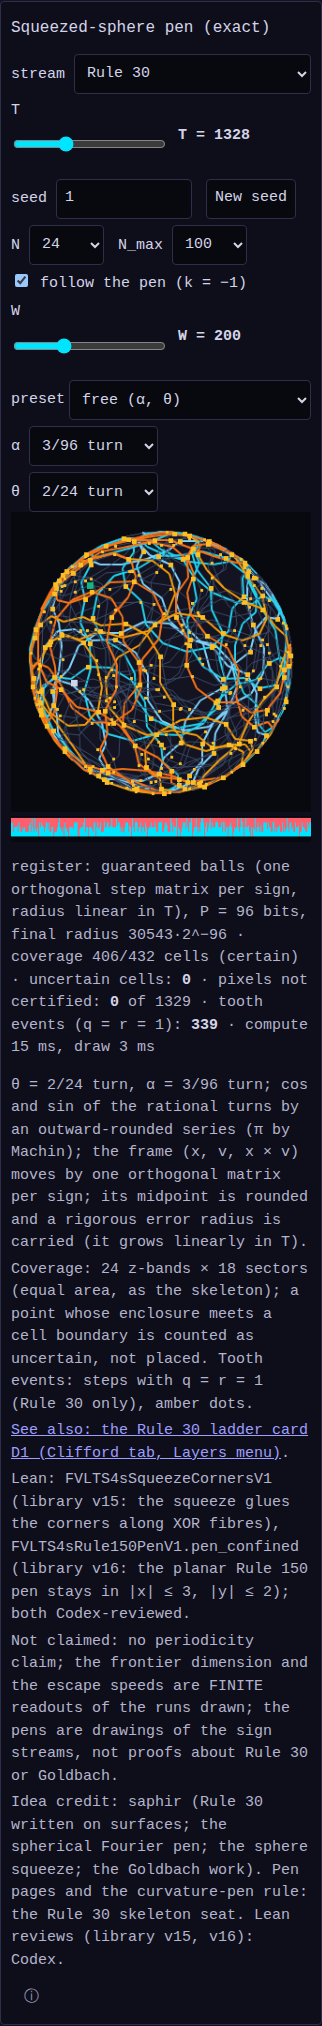 Squeezed-sphere pen (exact)
stream Rule 30
T
T = 1328
seed 1 New seed
N 24 N_max 100
follow the pen (k = −1)
W
W = 200
preset free (α, θ)
α 3/96 turn
θ 2/24 turn
register: guaranteed balls (one
orthogonal step matrix per sign,
radius linear in T), P = 96 bits,
final radius 30543·2^−96 ·
coverage 406/432 cells (certain)
· uncertain cells: 0 · pixels not
certified: 0 of 1329 · tooth
events (q = r = 1): 339 · compute
15 ms, draw 3 ms
θ = 2/24 turn, α = 3/96 turn; cos
and sin of the rational turns by
an outward-rounded series (π by
Machin); the frame (x, v, x × v)
moves by one orthogonal matrix
per sign; its midpoint is rounded
and a rigorous error radius is
carried (it grows linearly in T).
Coverage: 24 z-bands × 18 sectors
(equal area, as the skeleton); a
point whose enclosure meets a
cell boundary is counted as
uncertain, not placed. Tooth
events: steps with q = r = 1
(Rule 30 only), amber dots.
See also: the Rule 30 ladder card
D1 (Clifford tab, Layers menu).
Lean: FVLTS4sSqueezeCornersV1
(library v15: the squeeze glues
the corners along XOR fibres),
FVLTS4sRule150PenV1.pen_confined
(library v16: the planar Rule 150
pen stays in |x| ≤ 3, |y| ≤ 2);
both Codex-reviewed.
Not claimed: no periodicity
claim; the frontier dimension and
the escape speeds are FINITE
readouts of the runs drawn; the
pens are drawings of the sign
streams, not proofs about Rule 30
or Goldbach.
Idea credit: saphir (Rule 30
written on surfaces; the
spherical Fourier pen; the sphere
squeeze; the Goldbach work). Pen
pages and the curvature-pen rule:
the Rule 30 skeleton seat. Lean
reviews (library v15, v16):
Codex.
ⓘ